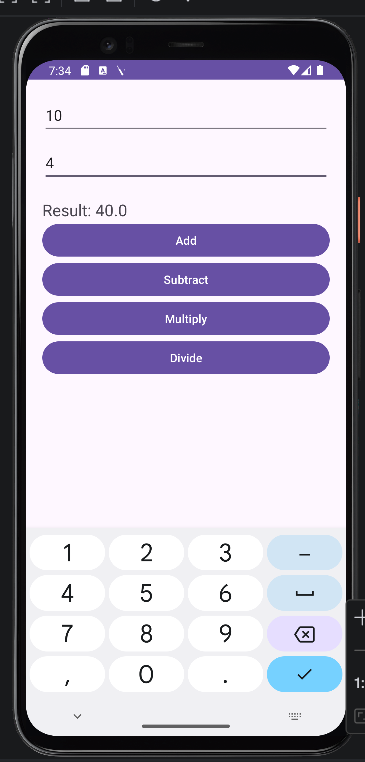 7:34
10
4
Result: 40.0
Add
Subtract
Multiply
Divide
1 2 3 –
4 5 6
7 8 9
, 0 .
1: